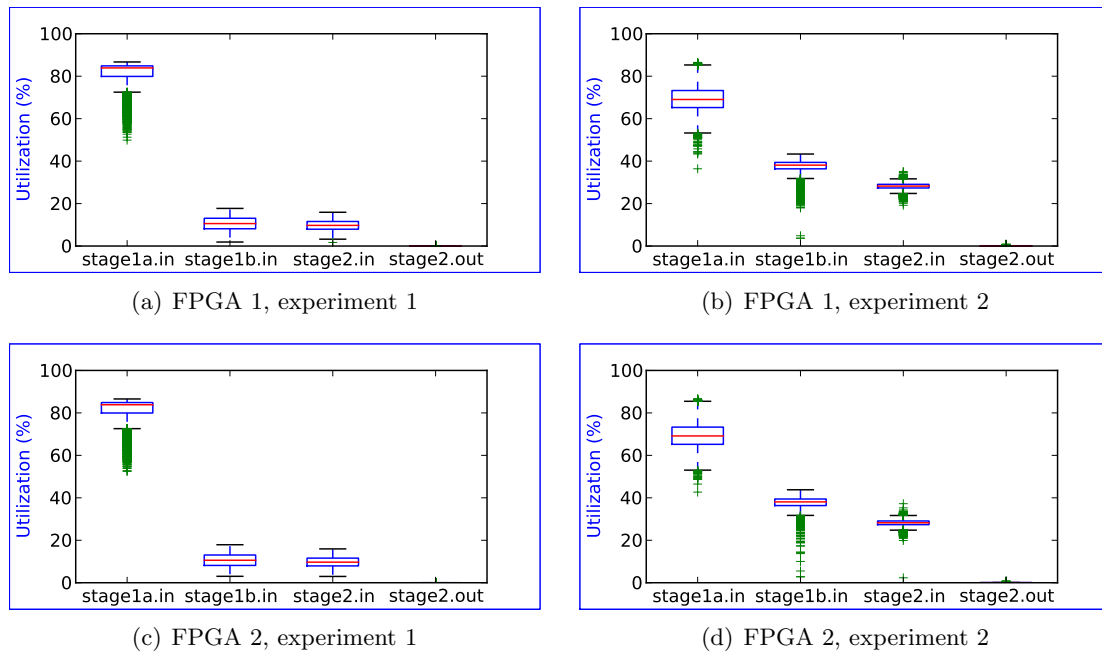 100
80
60
40
20
0
Utilization (%)
stage1a.in stage1b.in stage2.in stage2.out
(a) FPGA 1, experiment 1
100
80
60
40
20
0
Utilization (%)
stage1a.in stage1b.in stage2.in stage2.out
(b) FPGA 1, experiment 2
100
80
60
40
20
0
Utilization (%)
stage1a.in stage1b.in stage2.in stage2.out
(c) FPGA 2, experiment 1
100
80
60
40
20
0
Utilization (%)
stage1a.in stage1b.in stage2.in stage2.out
(d) FPGA 2, experiment 2